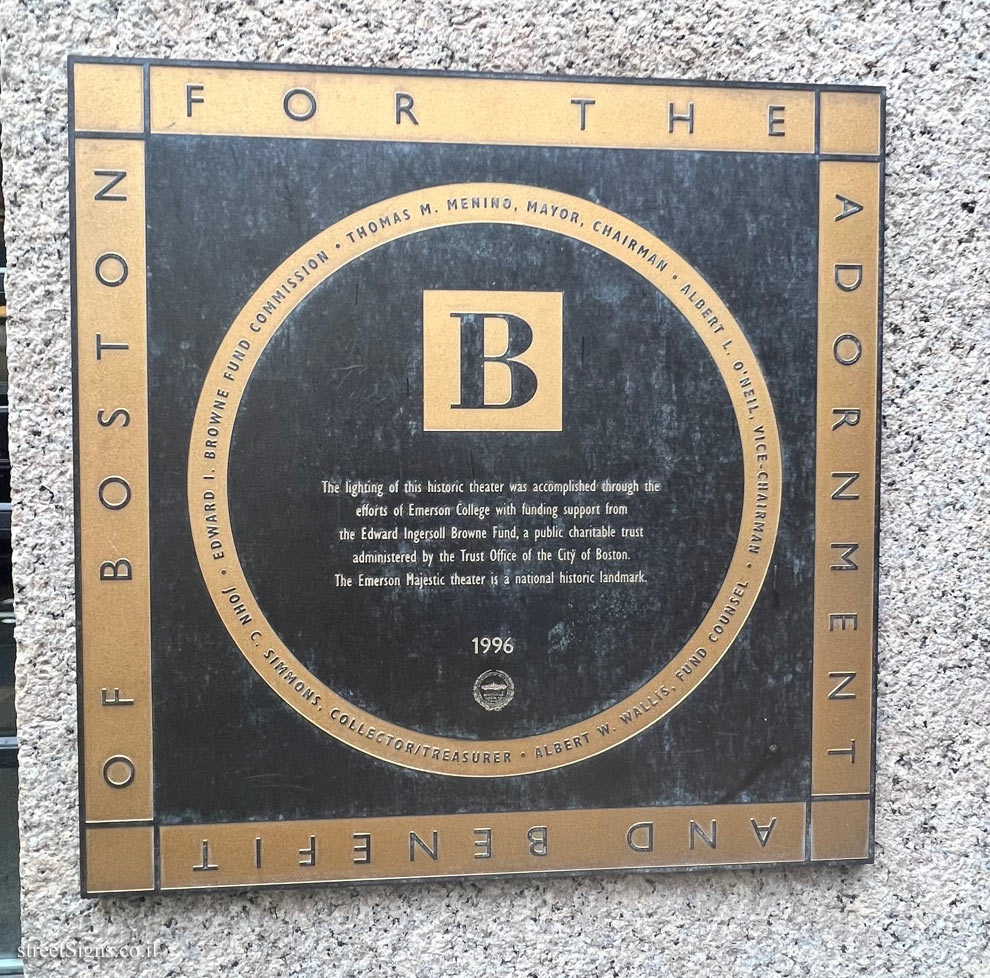 FOR THE
ADORNMENT
AND BENEFIT
OF BOSTON
EDWARD I. BROWNE FUND COMMISSION • THOMAS M. MENINO, MAYOR, CHAIRMAN • ALBERT L. O'NEIL, VICE-CHAIRMAN • ALBERT W. WALLIS, FUND COUNSEL • JOHN C. SIMMONS, COLLECTOR/TREASURER •
B
The lighting of this historic theater was accomplished through the
efforts of Emerson College with funding support from
the Edward Ingersoll Browne Fund, a public charitable trust
administered by the Trust Office of the City of Boston.
The Emerson Majestic theater is a national historic landmark.
1996
streetSigns.co.il